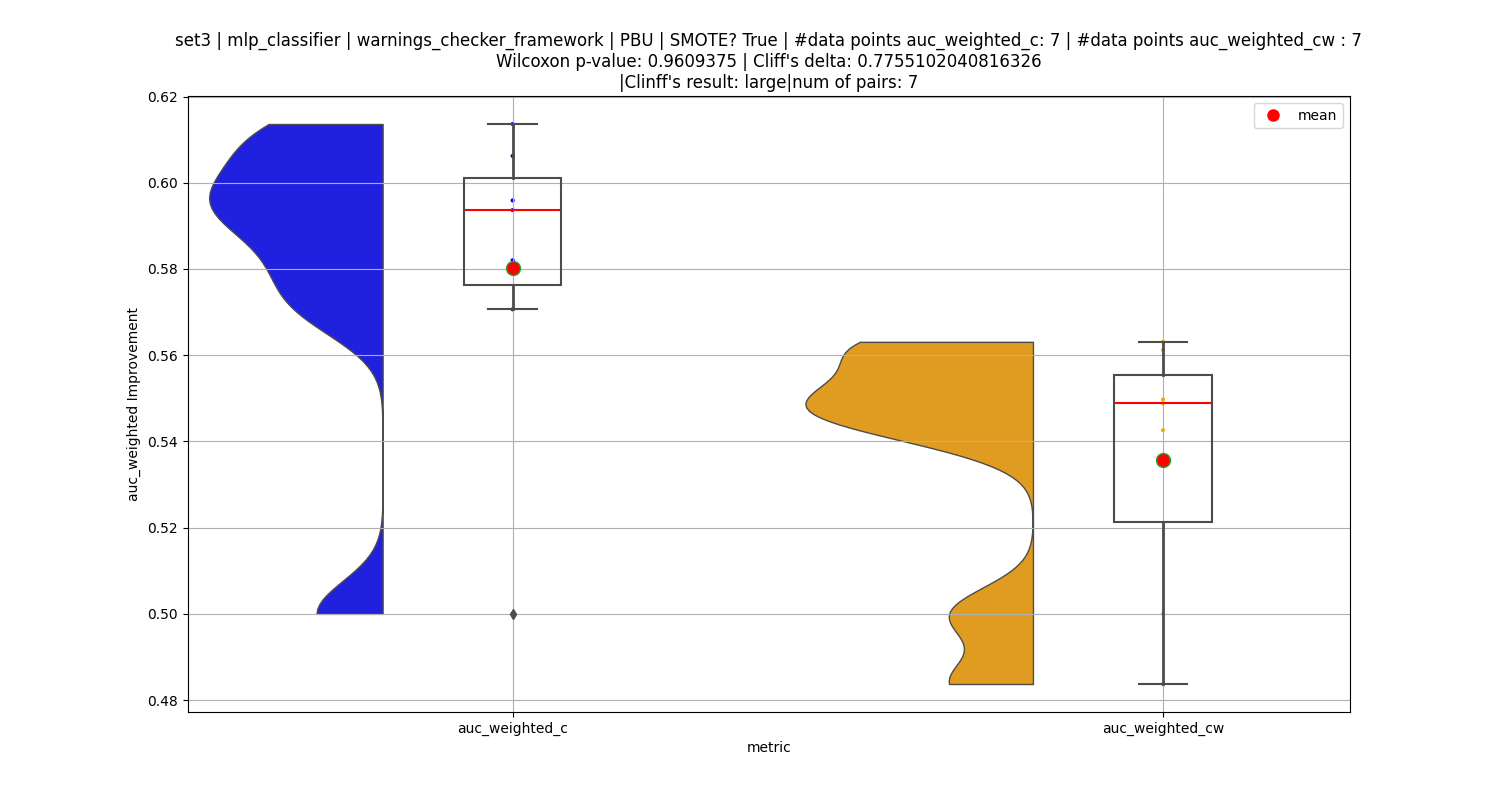 set3 | mlp_classifier | warnings_checker_framework | PBU | SMOTE? True | #data points auc_weighted_c: 7 | #data points auc_weighted_cw : 7
Wilcoxon p-value: 0.9609375 | Cliff's delta: 0.7755102040816326
|Clinff's result: large|num of pairs: 7
mean
0.62
0.60
0.58
0.56
0.54
0.52
0.50
0.48
auc_weighted Improvement
auc_weighted_c
auc_weighted_cw
metric